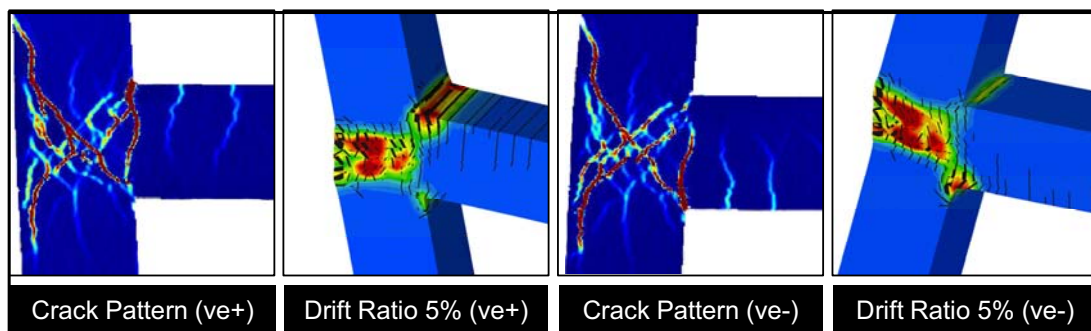 Crack Pattern (ve+)
Drift Ratio 5% (ve+)
Crack Pattern (ve-)
Drift Ratio 5% (ve-)